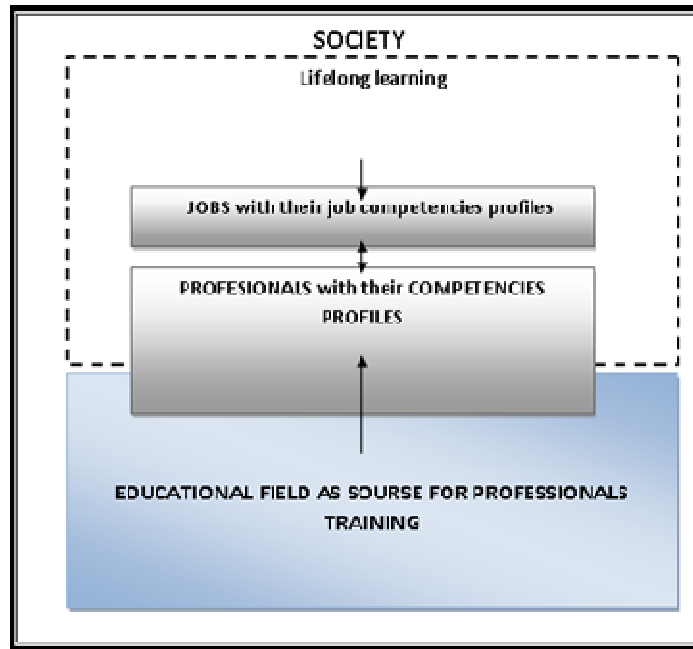 SOCIETY
Lifelong learning
JOBS with their job competencies profiles
PROFESIONALS with their COMPETENCIES
PROFILES
EDUCATIONAL FIELD AS SOURSE FOR PROFESSIONALS
TRAINING